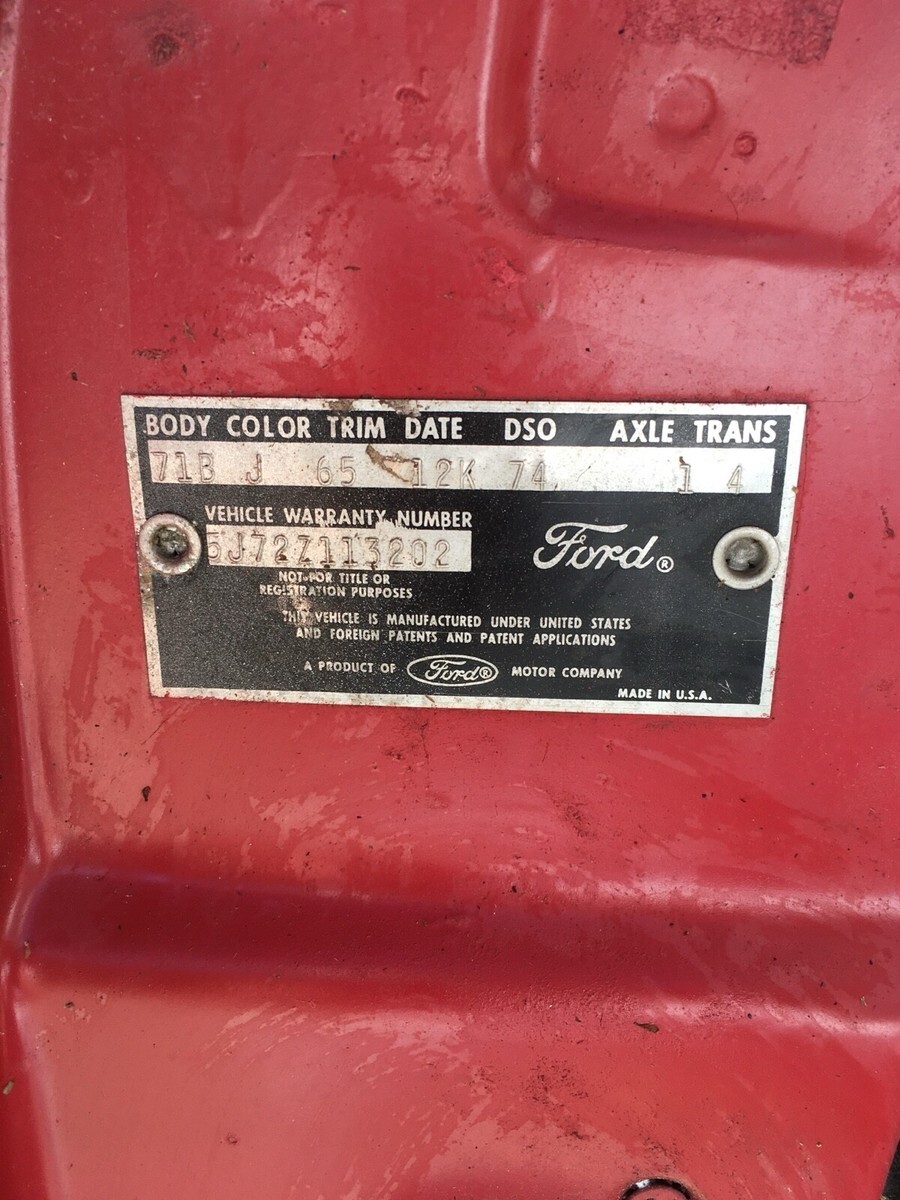 BODY COLOR TRIM DATE DSO AXLE TRANS
71B J 65 12K 74 1 4
VEHICLE WARRANTY NUMBER
5J72Z113202
Ford®
NOT FOR TITLE OR
REGISTRATION PURPOSES
THIS VEHICLE IS MANUFACTURED UNDER UNITED STATES
AND FOREIGN PATENTS AND PATENT APPLICATIONS
A PRODUCT OF Ford® MOTOR COMPANY
MADE IN U.S.A.